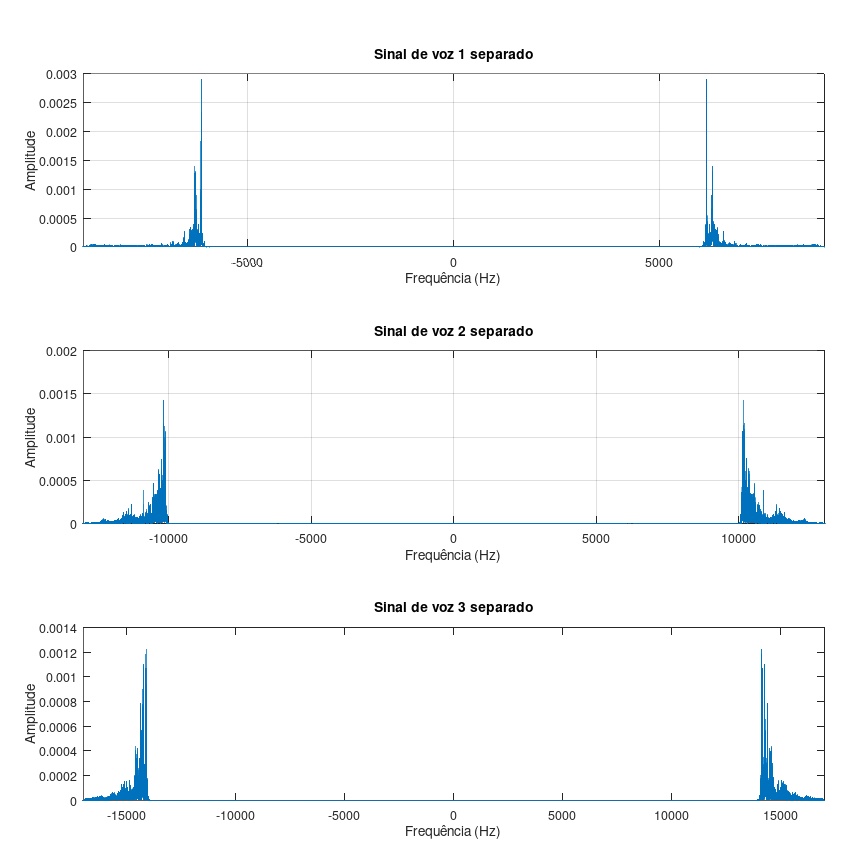 Sinal de voz 1 separado
0.003
0.0025
0.002
0.0015
0.001
0.0005
0
Amplitude
-5000 0 5000
Frequência (Hz)
Sinal de voz 2 separado
0.002
0.0015
0.001
0.0005
0
Amplitude
-10000 -5000 0 5000 10000
Frequência (Hz)
Sinal de voz 3 separado
0.0014
0.0012
0.001
0.0008
0.0006
0.0004
0.0002
0
Amplitude
-15000 -10000 -5000 0 5000 10000 15000
Frequência (Hz)